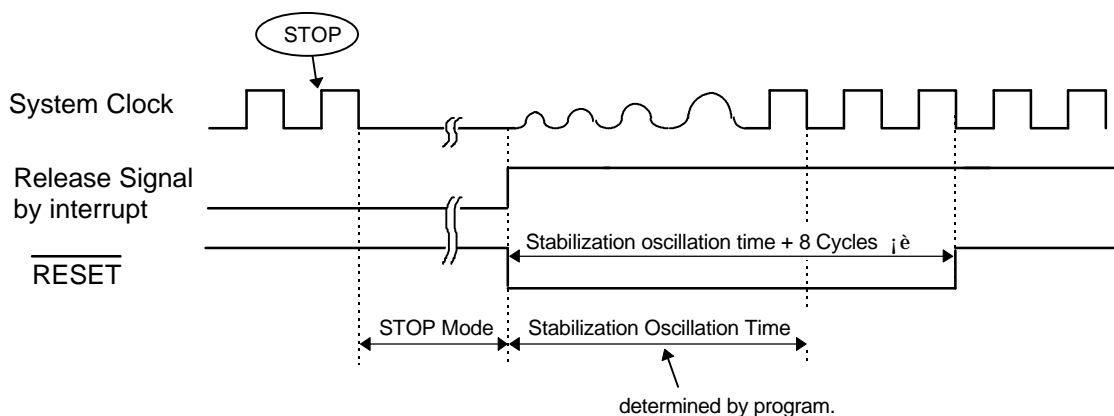 STOP
System Clock
Release Signal
by interrupt
Stabilization oscillation time + 8 Cycles ¡è
RESET
STOP Mode
Stabilization Oscillation Time
determined by program.